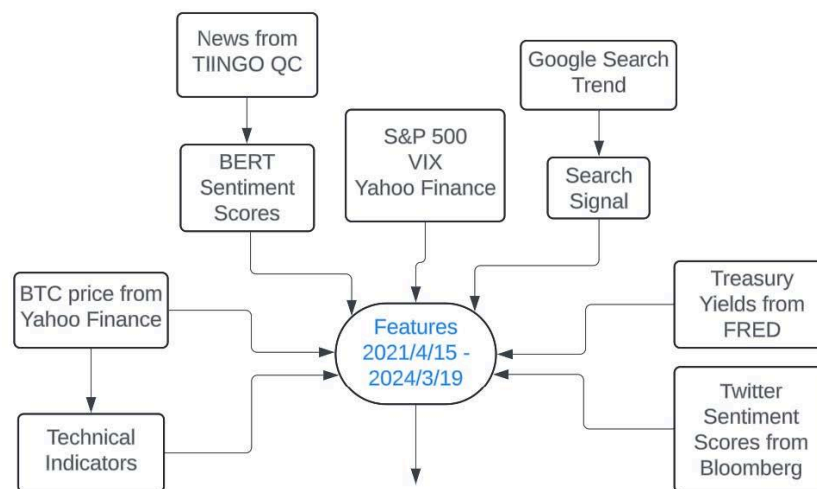 News from
TIINGO QC
Google Search
Trend
S&P 500
VIX
Yahoo Finance
BERT
Sentiment
Scores
Search
Signal
BTC price from
Yahoo Finance
Features
2021/4/15 -
2024/3/19
Treasury
Yields from
FRED
Technical
Indicators
Twitter
Sentiment
Scores from
Bloomberg